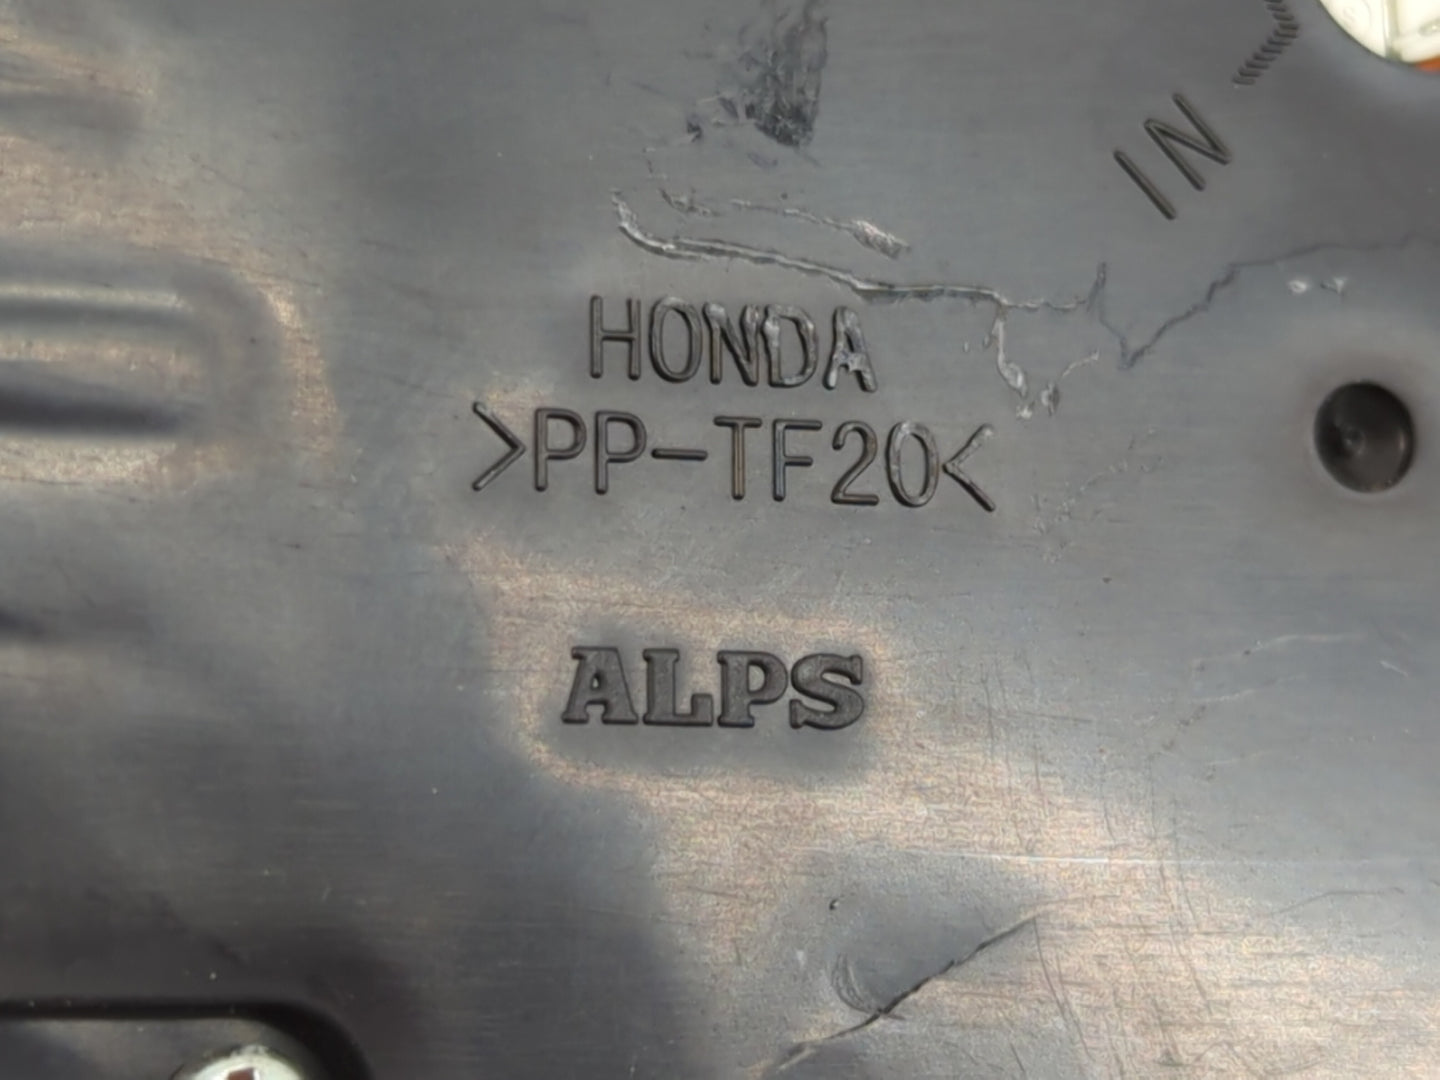 IN
HONDA
>PP-TF20<
ALPS